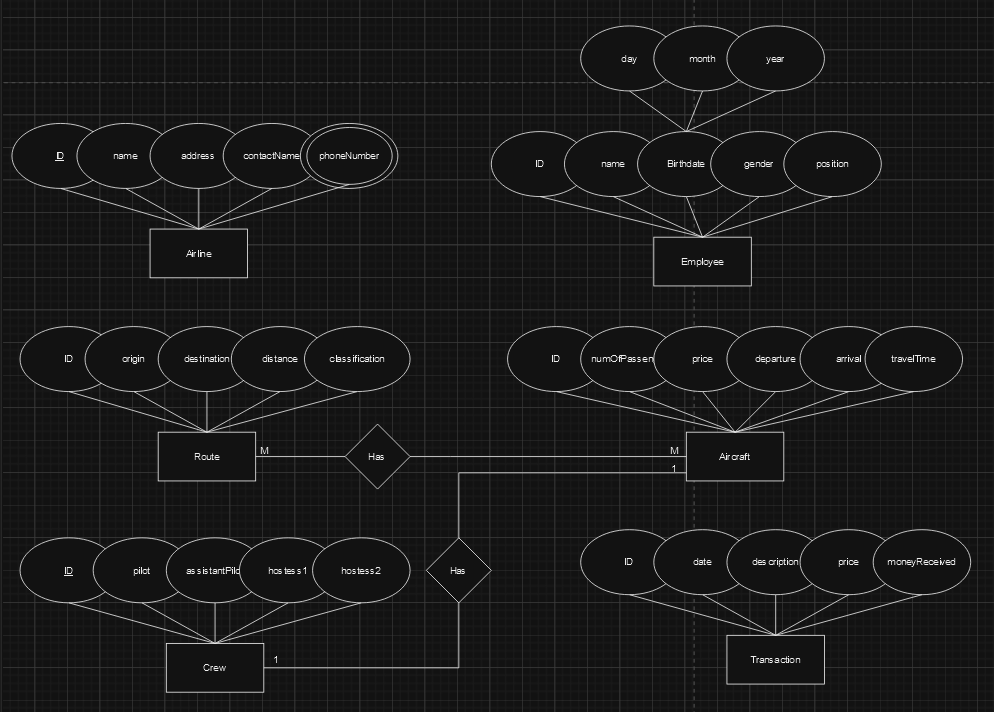 day
month
year
ID
name
address
contactName
phoneNumber
ID
name
Birthdate
gender
position
Airline
Employee
ID
origin
destination
distance
classification
ID
numOfPassen
price
departure
arrival
travelTime
Route
M
Has
M
1
Aircraft
ID
pilot
assistantPilo
hostess1
hostess2
Has
ID
date
description
price
moneyReceived
Crew
1
Transaction